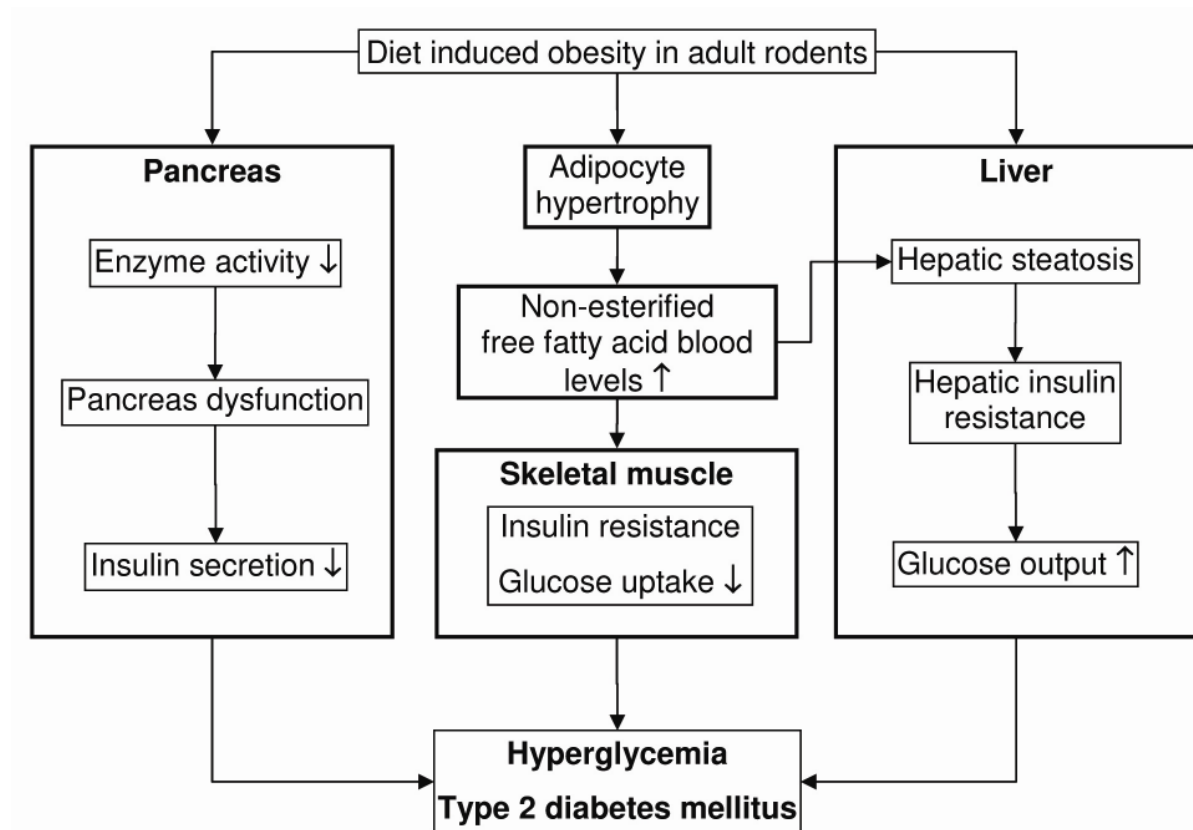 Diet induced obesity in adult rodents
Pancreas
Enzyme activity ↓
Pancreas dysfunction
Insulin secretion ↓
Adipocyte
hypertrophy
Non-esterified
free fatty acid blood
levels ↑
Skeletal muscle
Insulin resistance
Glucose uptake ↓
Liver
Hepatic steatosis
Hepatic insulin
resistance
Glucose output ↑
Hyperglycemia
Type 2 diabetes mellitus